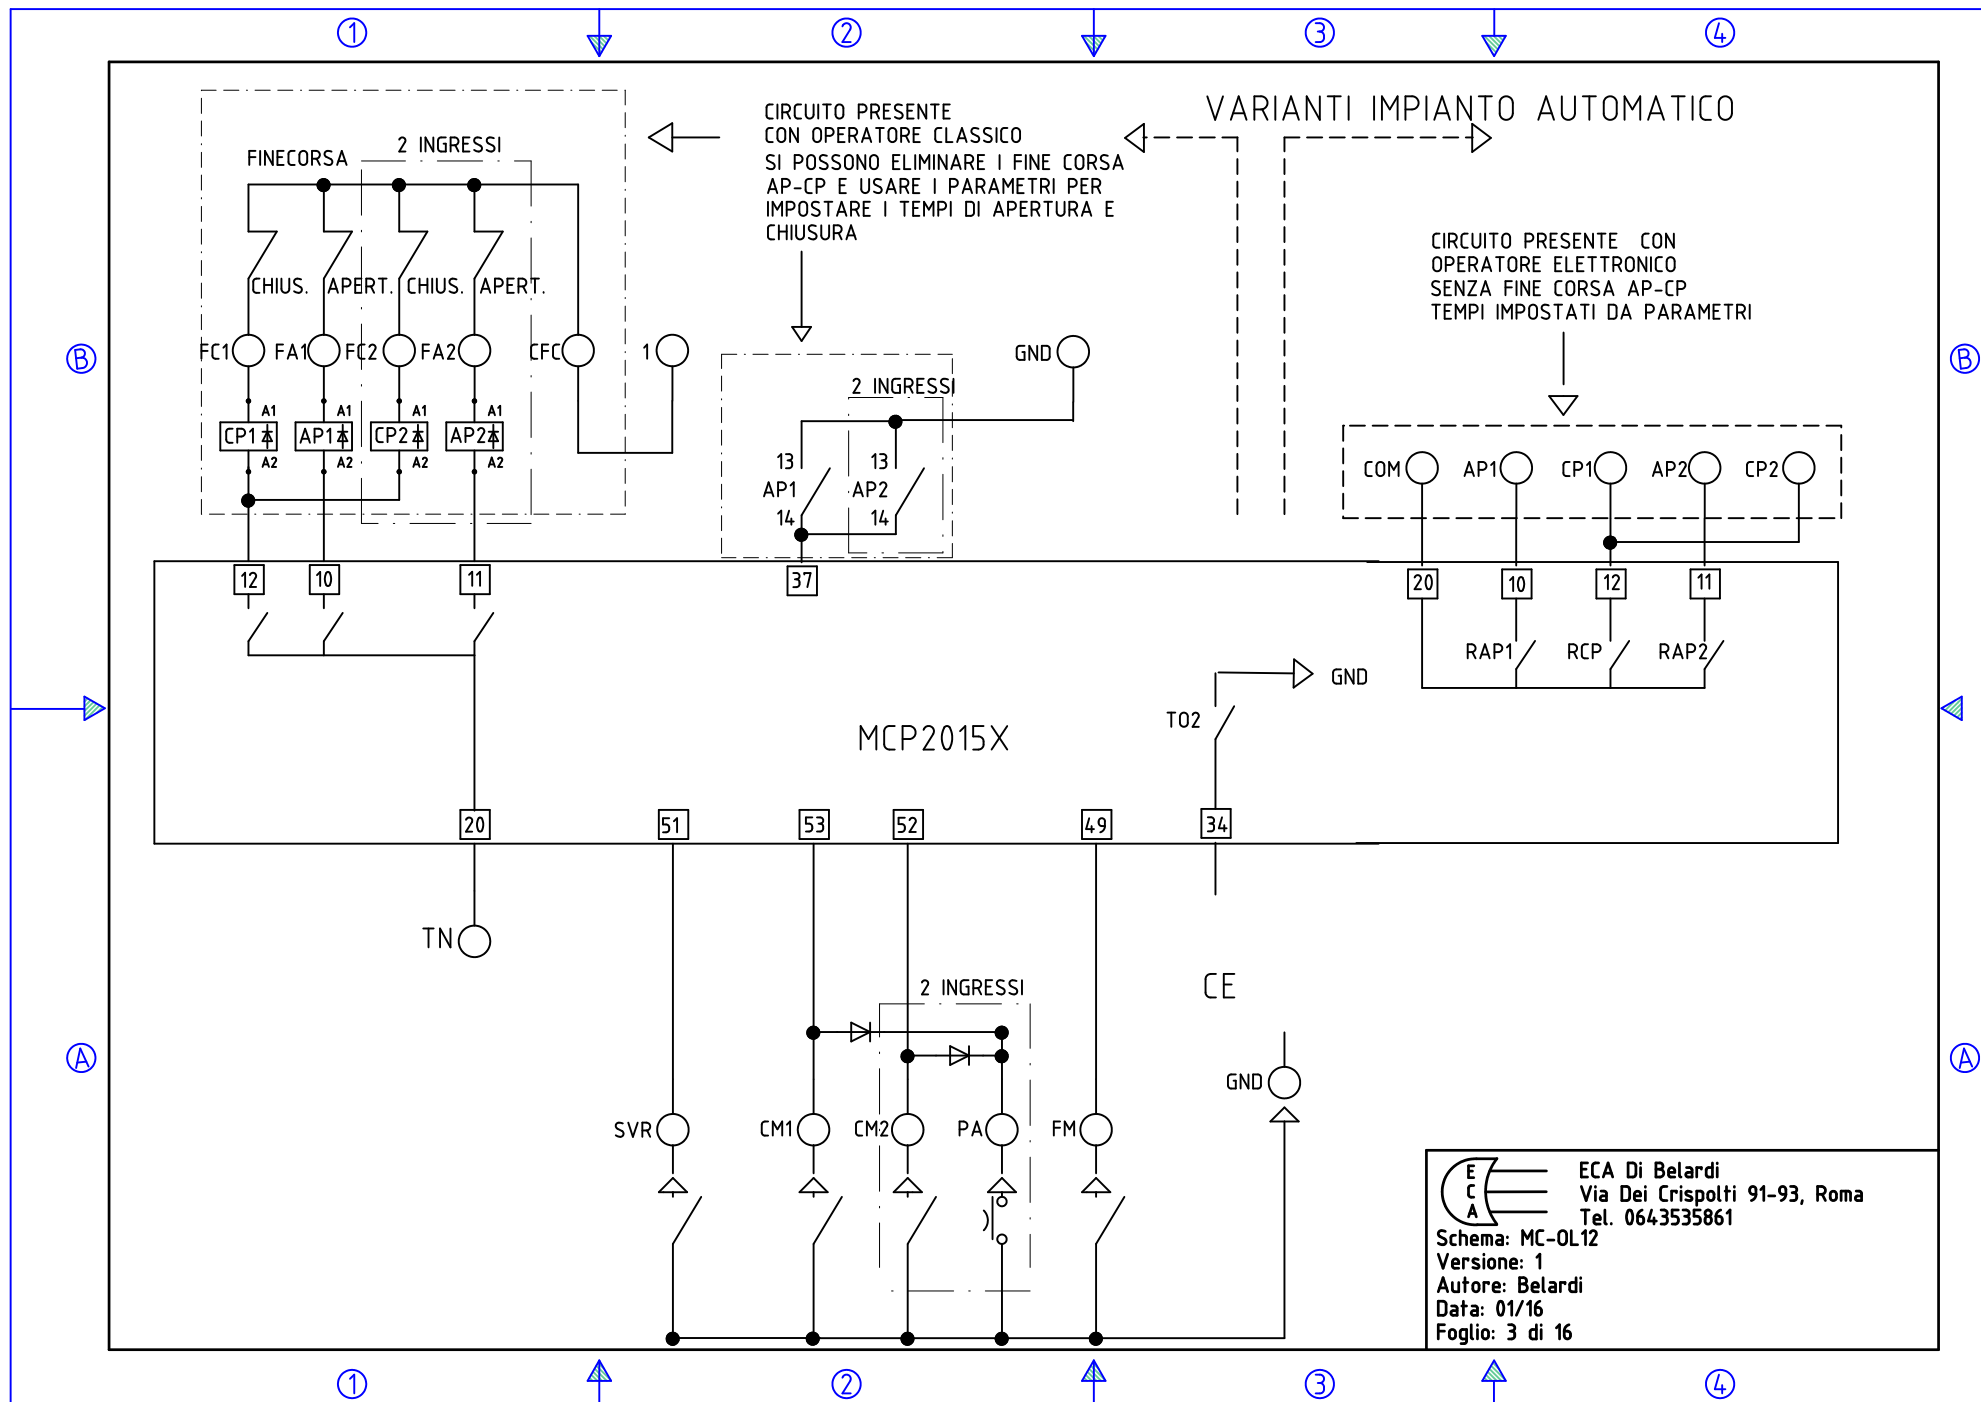 1 2 3 4
VARIANTI IMPIANTO AUTOMATICO
CIRCUITO PRESENTE
CON OPERATORE CLASSICO
SI POSSONO ELIMINARE I FINE CORSA
AP-CP E USARE I PARAMETRI PER
IMPOSTARE I TEMPI DI APERTURA E
CHIUSURA
2 INGRESSI
FINECORSA
CHIUS. APERT. CHIUS. APERT.
FC1 FA1 FC2 FA2 CFC 1
A1 A1 A1 A1
CP1 AP1 CP2 AP2
A2 A2 A2 A2
CIRCUITO PRESENTE CON
OPERATORE ELETTRONICO
SENZA FINE CORSA AP-CP
TEMPI IMPOSTATI DA PARAMETRI
B B
GND
2 INGRESSI
13 13
AP1 AP2
14 14
COM AP1 CP1 AP2 CP2
12 10 11 37 20 10 12 11
RAP1 RCP RAP2
GND
TO2
MCP2015X
20 51 53 52 49 34
TN
CE
2 INGRESSI
A A
GND
SVR CM1 CM2 PA FM
E
C
A
ECA Di Belardi
Via Dei Crispolti 91-93, Roma
Tel. 0643535861
Schema: MC-OL12
Versione: 1
Autore: Belardi
Data: 01/16
Foglio: 3 di 16
1 2 3 4